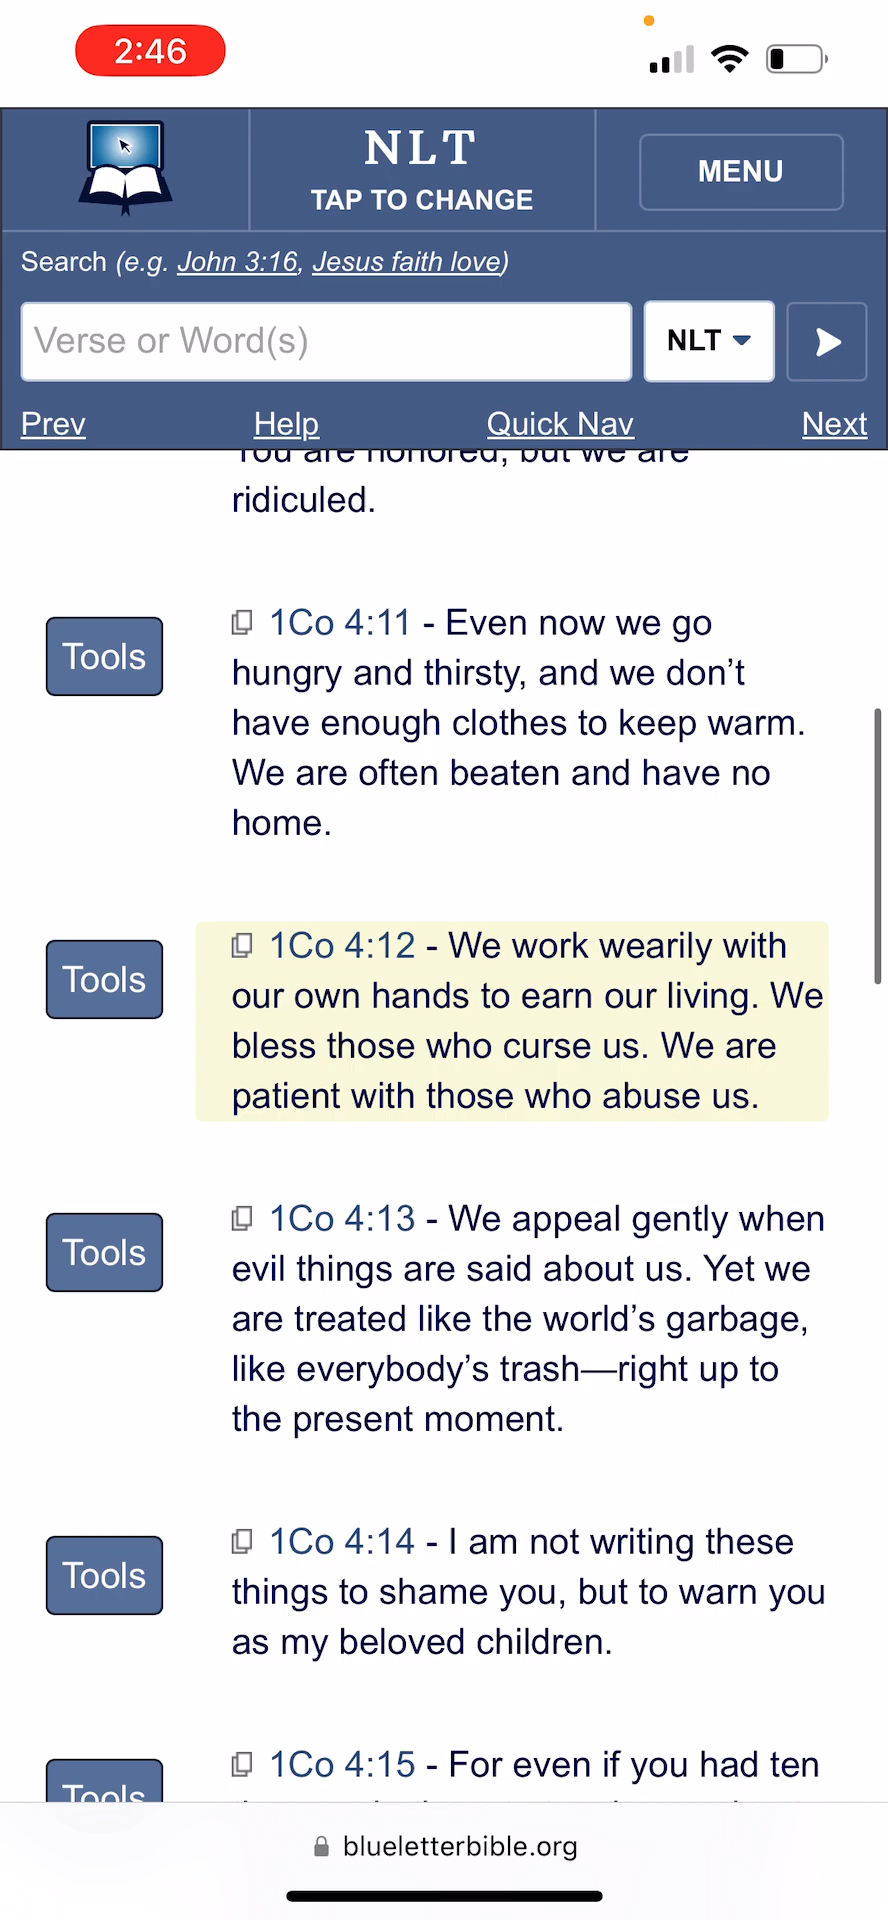 2:46
NLT
TAP TO CHANGE
MENU
Search (e.g. John 3:16, Jesus faith love)
Verse or Word(s)
NLT
Prev Help Quick Nav Next
You are honored, but we are
ridiculed.
Tools
1Co 4:11 - Even now we go
hungry and thirsty, and we don’t
have enough clothes to keep warm.
We are often beaten and have no
home.
Tools
1Co 4:12 - We work wearily with
our own hands to earn our living. We
bless those who curse us. We are
patient with those who abuse us.
Tools
1Co 4:13 - We appeal gently when
evil things are said about us. Yet we
are treated like the world’s garbage,
like everybody’s trash—right up to
the present moment.
Tools
1Co 4:14 - I am not writing these
things to shame you, but to warn you
as my beloved children.
Tools
1Co 4:15 - For even if you had ten
blueletterbible.org